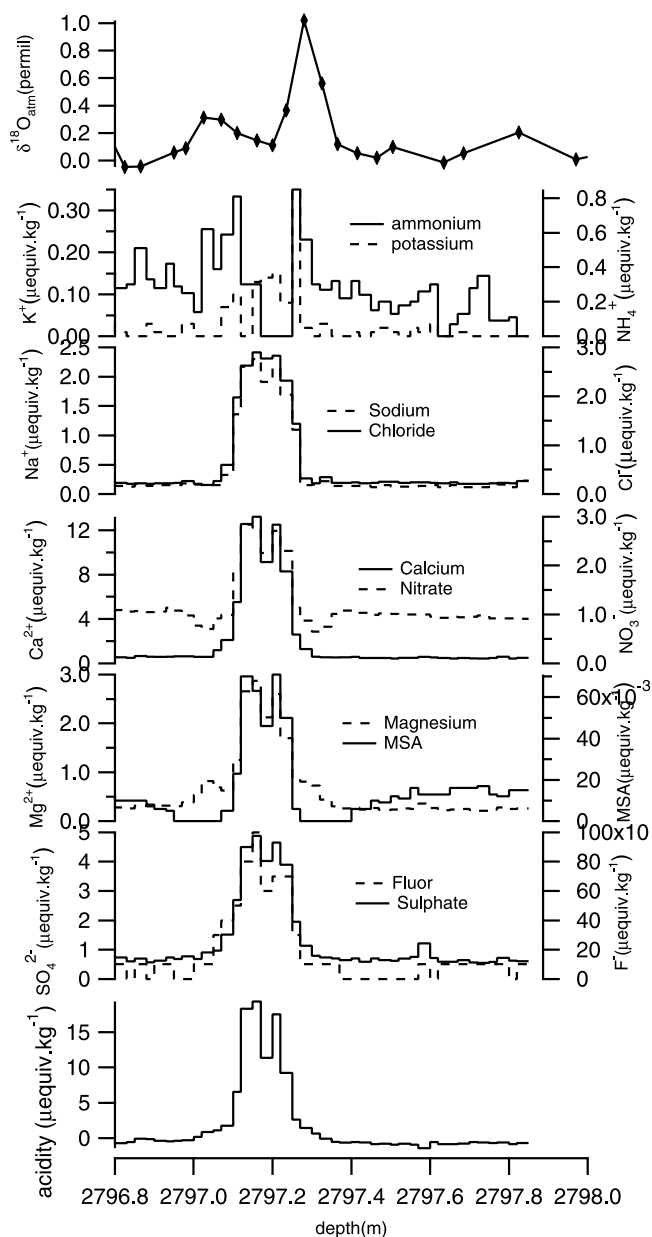 δ18Oatm(permil)
1.0
0.8
0.6
0.4
0.2
0.0
K+(µequiv.kg-1)
0.30
0.20
0.10
0.00
ammonium
potassium
0.8
0.6
0.4
0.2
0.0
NH4+ (µequiv.kg-1)
Na+(µequiv.kg-1)
2.5
2.0
1.5
1.0
0.5
0.0
Sodium
Chloride
3.0
2.0
1.0
0.0
Cl-(µequiv.kg-1)
Ca2+(µequiv.kg-1)
12
8
4
0
Calcium
Nitrate
3.0
2.0
1.0
0.0
NO3-(µequiv.kg-1)
Mg2+(µequiv.kg-1)
3.0
2.0
1.0
0.0
Magnesium
MSA
60x10-3
40
20
0
MSA(µequiv.kg-1)
SO42-(µequiv.kg-1)
5
4
3
2
1
0
Fluor
Sulphate
100x10
80
60
40
20
0
F-(µequiv.kg-1)
acidity (µequiv.kg-1)
15
10
5
0
2796.8 2797.0 2797.2 2797.4 2797.6 2797.8 2798.0
depth(m)